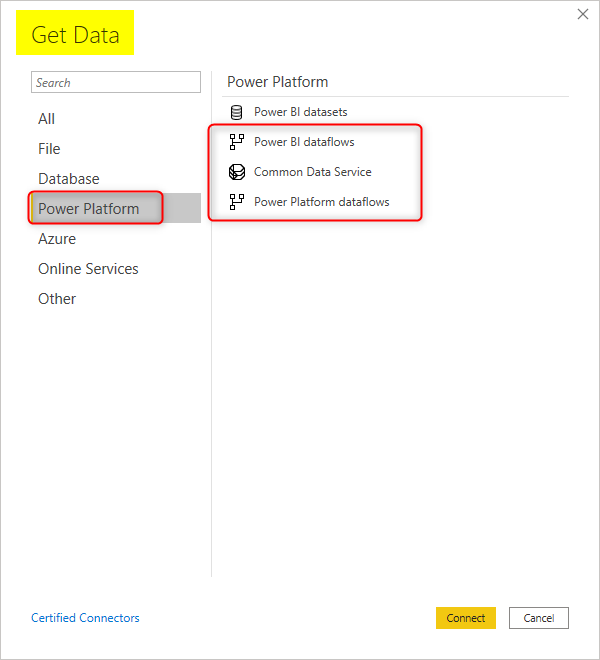 Get Data
Search
All
File
Database
Power Platform
Azure
Online Services
Other
Power Platform
Power BI datasets
Power BI dataflows
Common Data Service
Power Platform dataflows
Certified Connectors
Connect
Cancel